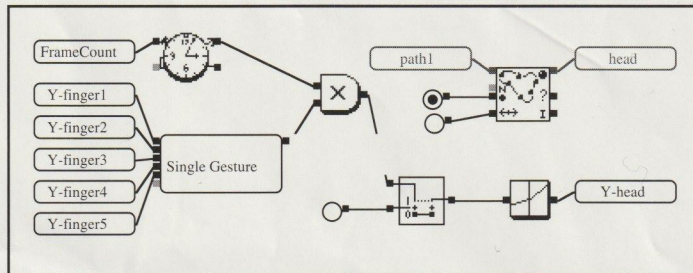 FrameCount
path1
head
Y-finger1
Y-finger2
Y-finger3
Y-finger4
Y-finger5
Single Gesture
×
?
I
Y-head